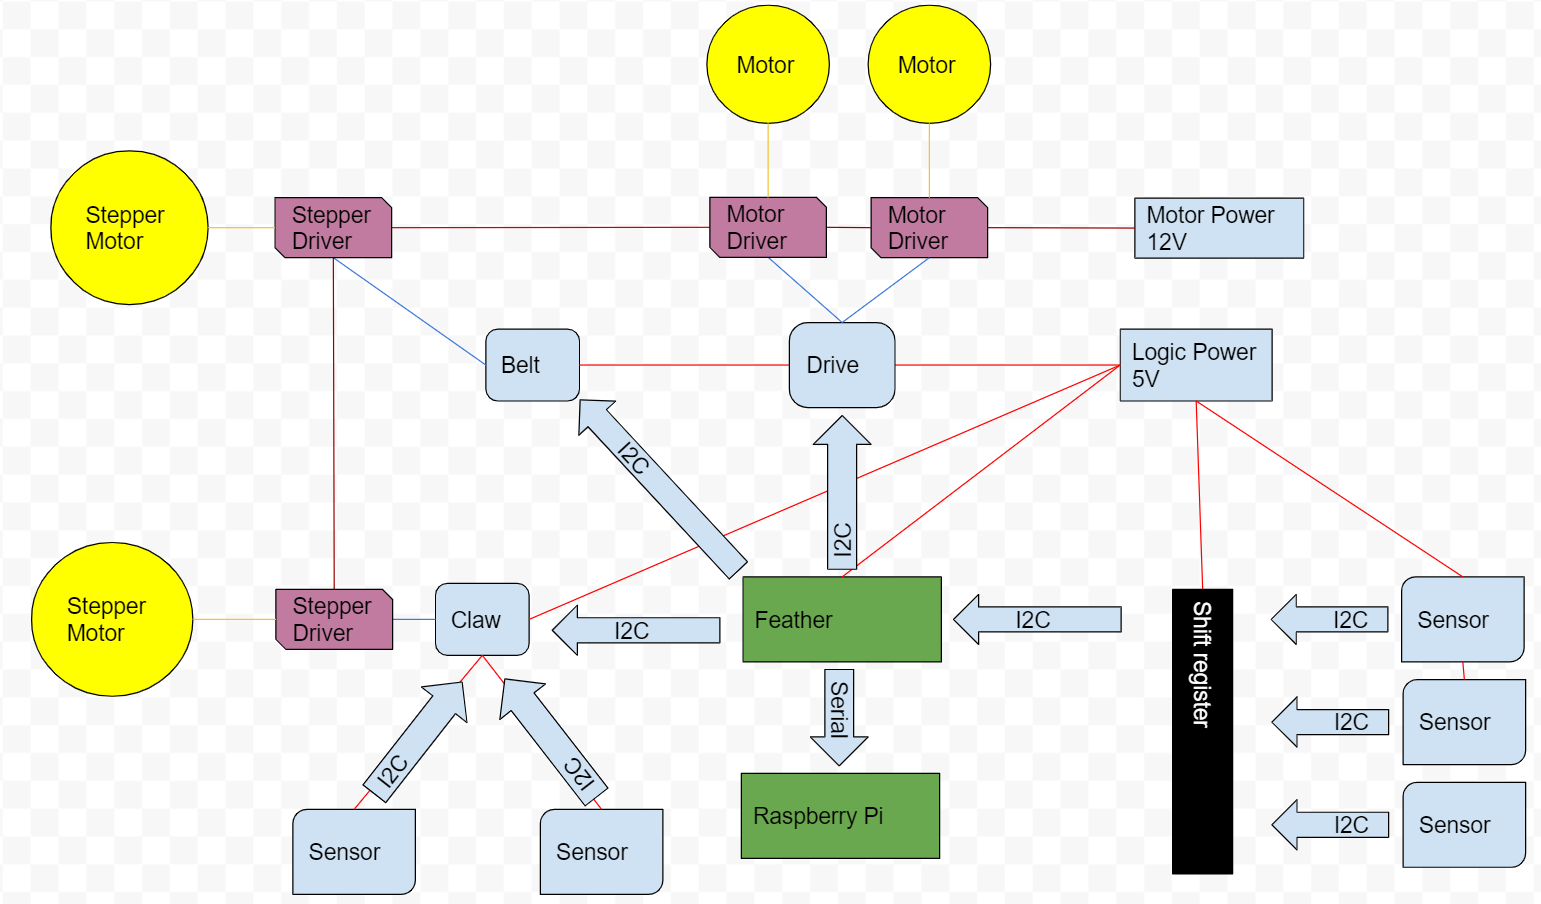 Motor
Motor
Stepper
Motor
Stepper
Driver
Motor
Driver
Motor
Driver
Motor Power
12V
Belt
Drive
Logic Power
5V
I2C
I2C
Stepper
Motor
Stepper
Driver
Claw
I2C
Feather
I2C
Shift register
I2C
Sensor
I2C
Sensor
I2C
Sensor
Serial
I2C
I2C
Raspberry Pi
Sensor
Sensor